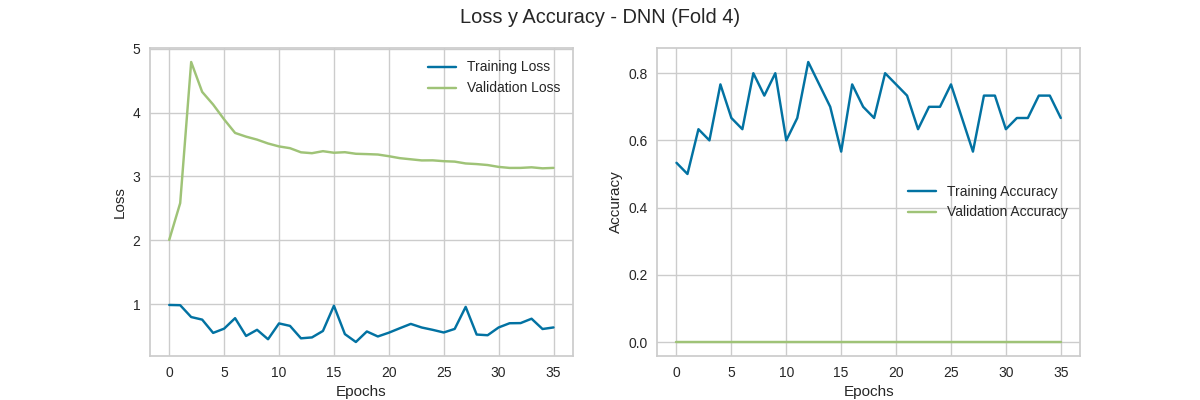 Loss y Accuracy - DNN (Fold 4)
5
4
3
2
1
Loss
0 5 10 15 20 25 30 35
Epochs
Training Loss
Validation Loss
0.8
0.6
0.4
0.2
0.0
Accuracy
0 5 10 15 20 25 30 35
Epochs
Training Accuracy
Validation Accuracy